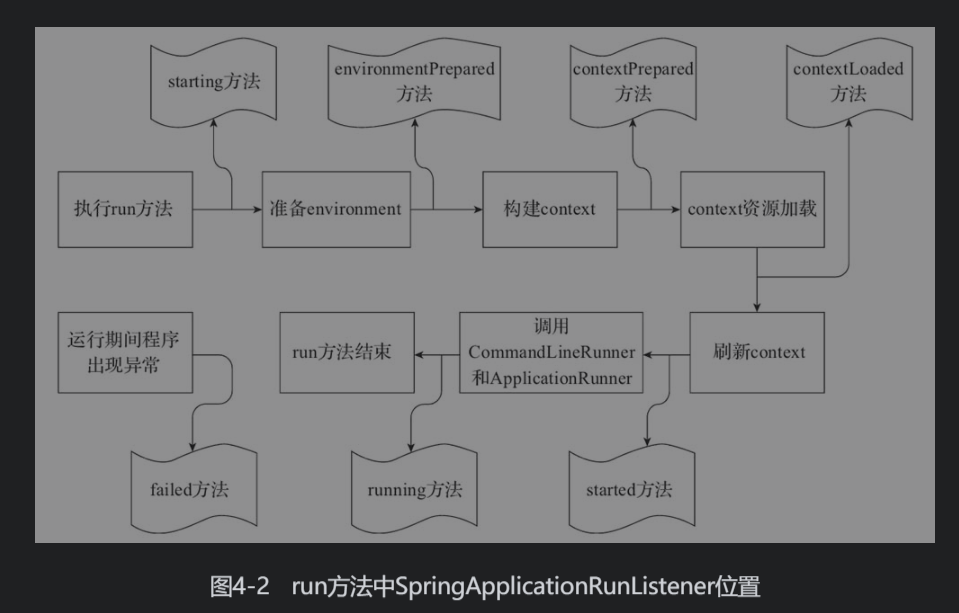 starting方法
environmentPrepared
方法
contextPrepared
方法
contextLoaded
方法
执行run方法
准备environment
构建context
context资源加载
运行期间程序
出现异常
run方法结束
调用
CommandLineRunner
和ApplicationRunner
刷新context
failed方法
running方法
started方法
图4-2 run方法中SpringApplicationRunListener位置